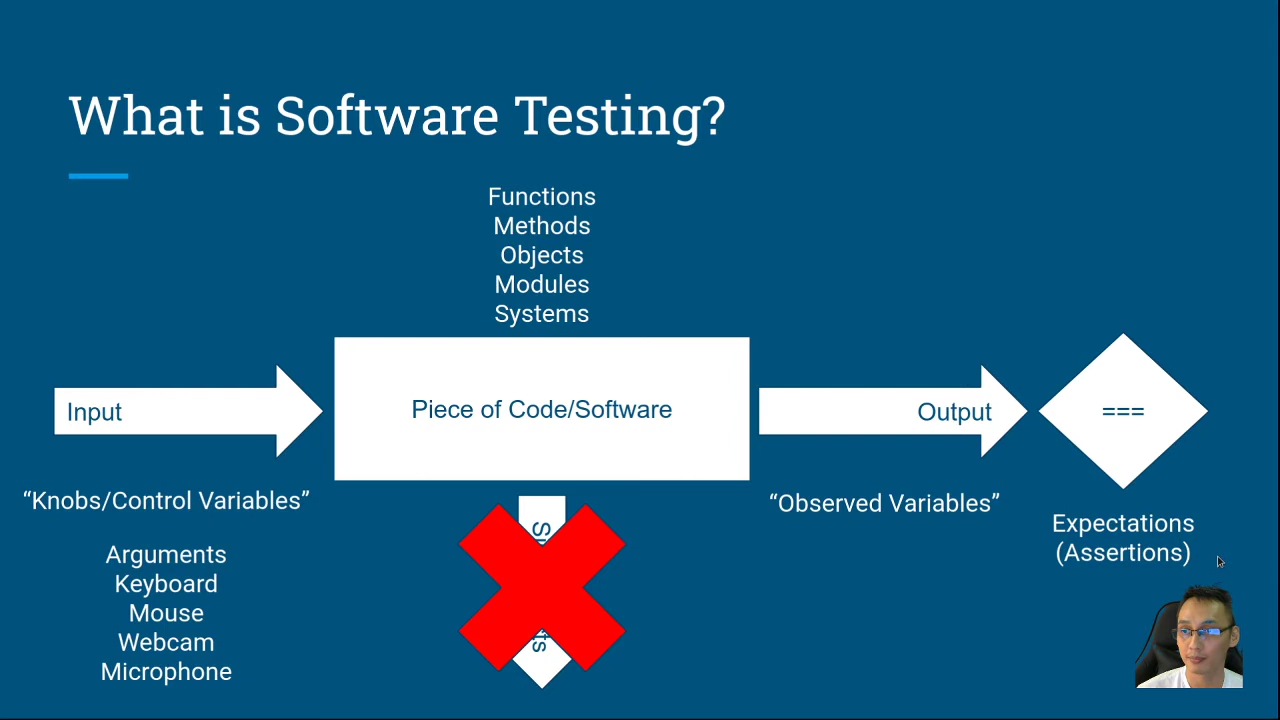 What is Software Testing?
Functions
Methods
Objects
Modules
Systems
Input
Piece of Code/Software
Output
===
“Knobs/Control Variables”
“Observed Variables”
Expectations
(Assertions)
Arguments
Keyboard
Mouse
Webcam
Microphone